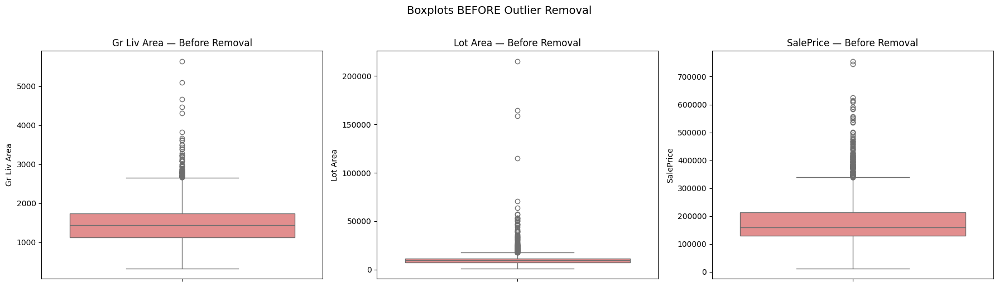 Boxplots BEFORE Outlier Removal
Gr Liv Area — Before Removal
Gr Liv Area
5000
4000
3000
2000
1000
Lot Area — Before Removal
Lot Area
200000
150000
100000
50000
0
SalePrice — Before Removal
SalePrice
700000
600000
500000
400000
300000
200000
100000
0